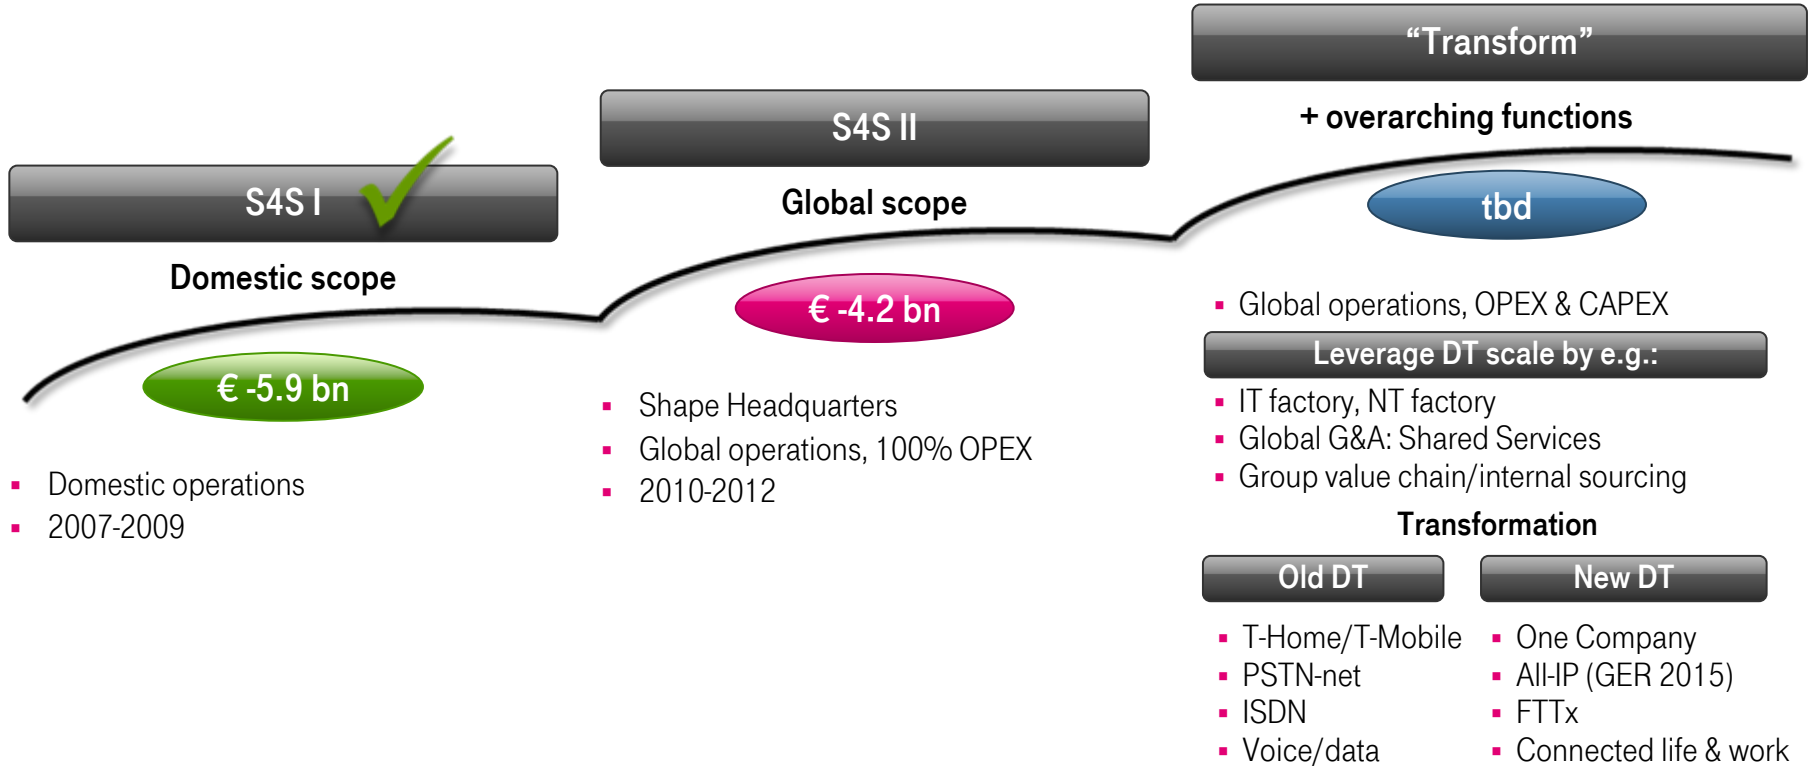 S4S I
Domestic scope
€ -5.9 bn
▪ Domestic operations
▪ 2007-2009
S4S II
Global scope
€ -4.2 bn
▪ Shape Headquarters
▪ Global operations, 100% OPEX
▪ 2010-2012
“Transform”
+ overarching functions
tbd
▪ Global operations, OPEX & CAPEX
Leverage DT scale by e.g.:
▪ IT factory, NT factory
▪ Global G&A: Shared Services
▪ Group value chain/internal sourcing
Transformation
Old DT
▪ T-Home/T-Mobile
▪ PSTN-net
▪ ISDN
▪ Voice/data
New DT
▪ One Company
▪ All-IP (GER 2015)
▪ FTTx
▪ Connected life & work